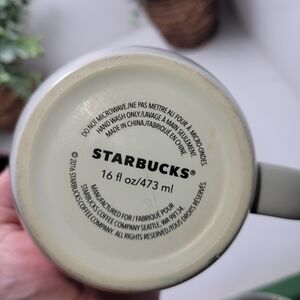 DO NOT MICROWAVE./NE PAS METTRE AU FOUR À MICRO-ONDES.
HAND WASH ONLY./LAVAGE À MAIN SEULEMENT.
MADE IN CHINA./FABRIQUÉ EN CHINE.
STARBUCKS®
16 fl oz/473 ml
MANUFACTURED FOR / FABRIQUÉ POUR
STARBUCKS COFFEE COMPANY SEATTLE, WA 98134.
© 2016 STARBUCKS COFFEE COMPANY. ALL RIGHTS RESERVED./TOUS DROITS RÉSERVÉS.